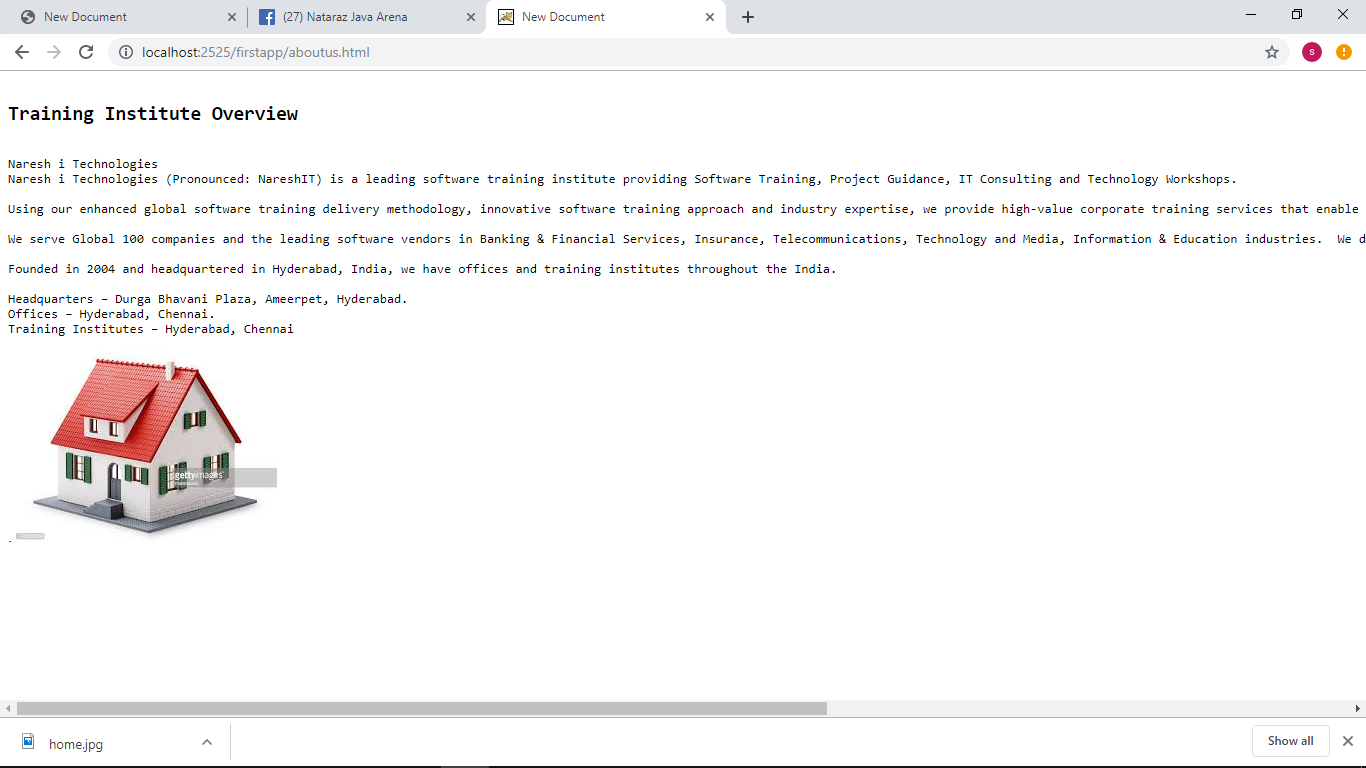 New Document
(27) Nataraz Java Arena
New Document
localhost:2525/firstapp/aboutus.html
s
Training Institute Overview
Naresh i Technologies
Naresh i Technologies (Pronounced: NareshIT) is a leading software training institute providing Software Training, Project Guidance, IT Consulting and Technology Workshops.
Using our enhanced global software training delivery methodology, innovative software training approach and industry expertise, we provide high-value corporate training services that enable
We serve Global 100 companies and the leading software vendors in Banking & Financial Services, Insurance, Telecommunications, Technology and Media, Information & Education industries.  We d
Founded in 2004 and headquartered in Hyderabad, India, we have offices and training institutes throughout the India.
Headquarters – Durga Bhavani Plaza, Ameerpet, Hyderabad.
Offices – Hyderabad, Chennai.
Training Institutes – Hyderabad, Chennai
gettyimages
.
home.jpg
Show all